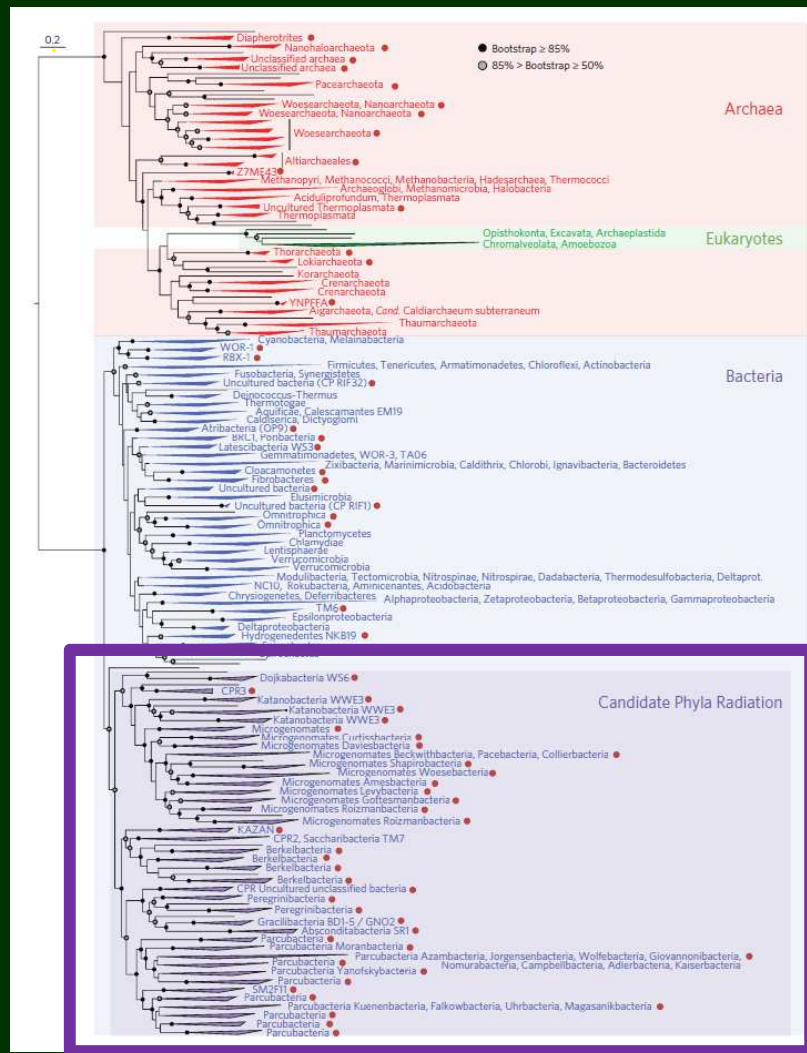 0.2
Diapherotrites
Nanohaloarchaeota
Bootstrap ≥ 85%
Unclassified archaea
85% > Bootstrap ≥ 50%
Unclassified archaea
Pacearchaeota
Archaea
Woesearchaeota, Nanoarchaeota
Woesearchaeota, Nanoarchaeota
Woesearchaeota
Altiarchaeales
Z7ME43
Methanopyri, Methanococci, Methanobacteria, Hadesarchaea, Thermococci
Archaeoglobi, Methanomicrobia, Halobacteria
Aciduliprofundum, Thermoplasmata
Uncultured Thermoplasmata
Thermoplasmata
Opisthokonta, Excavata, Archaeplastida
Eukaryotes
Chromalveolata, Amoebozoa
Thorarchaeota
Lokiarchaeota
Korarchaeota
Crenarchaeota
Crenarchaeota
YNPFFA
Aigarchaeota, Cand. Caldiarchaeum subterraneum
Thaumarchaeota
Thaumarchaeota
Cyanobacteria, Melainabacteria
WOR-1
RBX-1
Firmicutes, Tenericutes, Armatimonadetes, Chloroflexi, Actinobacteria
Fusobacteria, Synergistetes
Bacteria
Uncultured bacteria (CP RIF32)
Deinococcus-Thermus
Thermotogae
Aquificae, Calescamantes EM19
Caldiserica, Dictyoglomi
Atribacteria (OP9)
BRC1, Poribacteria
Latescibacteria WS3
Gemmatimonadetes, WOR-3, TA06
Zixibacteria, Marinimicrobia, Caldithrix, Chlorobi, Ignavibacteria, Bacteroidetes
Cloacamonetes
Fibrobacteres
Uncultured bacteria
Elusimicrobia
Uncultured bacteria (CP RIF1)
Omnitrophica
Omnitrophica
Planctomycetes
Chlamydiae
Lentisphaerae
Verrucomicrobia
Verrucomicrobia
Modulibacteria, Tectomicrobia, Nitrospinae, Nitrospirae, Dadabacteria, Thermodesulfobacteria, Deltaprot.
NC10, Rokubacteria, Aminicenantes, Acidobacteria
Chrysiogenetes, Deferribacteres
Alphaproteobacteria, Zetaproteobacteria, Betaproteobacteria, Gammaproteobacteria
TM6
Epsilonproteobacteria
Deltaproteobacteria
Hydrogenedentes NKB19
Dojkabacteria WS6
CPR3
Candidate Phyla Radiation
Katanobacteria WWE3
Katanobacteria WWE3
Katanobacteria WWE3
Microgenomates
Microgenomates Curtissbacteria
Microgenomates Daviesbacteria
Microgenomates Beckwithbacteria, Pacebacteria, Collierbacteria
Microgenomates Shapirobacteria
Microgenomates Woesebacteria
Microgenomates Amesbacteria
Microgenomates Levybacteria
Microgenomates Gottesmanbacteria
Microgenomates Roizmanbacteria
Microgenomates Roizmanbacteria
KAZAN
CPR2, Saccharibacteria TM7
Berkelbacteria
Berkelbacteria
Berkelbacteria
Berkelbacteria
CPR Uncultured unclassified bacteria
Peregrinibacteria
Peregrinibacteria
Gracilibacteria BD1-5 / GNO2
Absconditabacteria SR1
Parcubacteria
Parcubacteria Moranbacteria
Parcubacteria Azambacteria, Jorgensenbacteria, Wolfebacteria, Giovannonibacteria,
Parcubacteria
Nomurabacteria, Campbellbacteria, Adlerbacteria, Kaiserbacteria
Parcubacteria Yanofskybacteria
Parcubacteria
SM2F11
Parcubacteria
Parcubacteria Kuenenbacteria, Falkowbacteria, Uhrbacteria, Magasanikbacteria
Parcubacteria
Parcubacteria
Parcubacteria